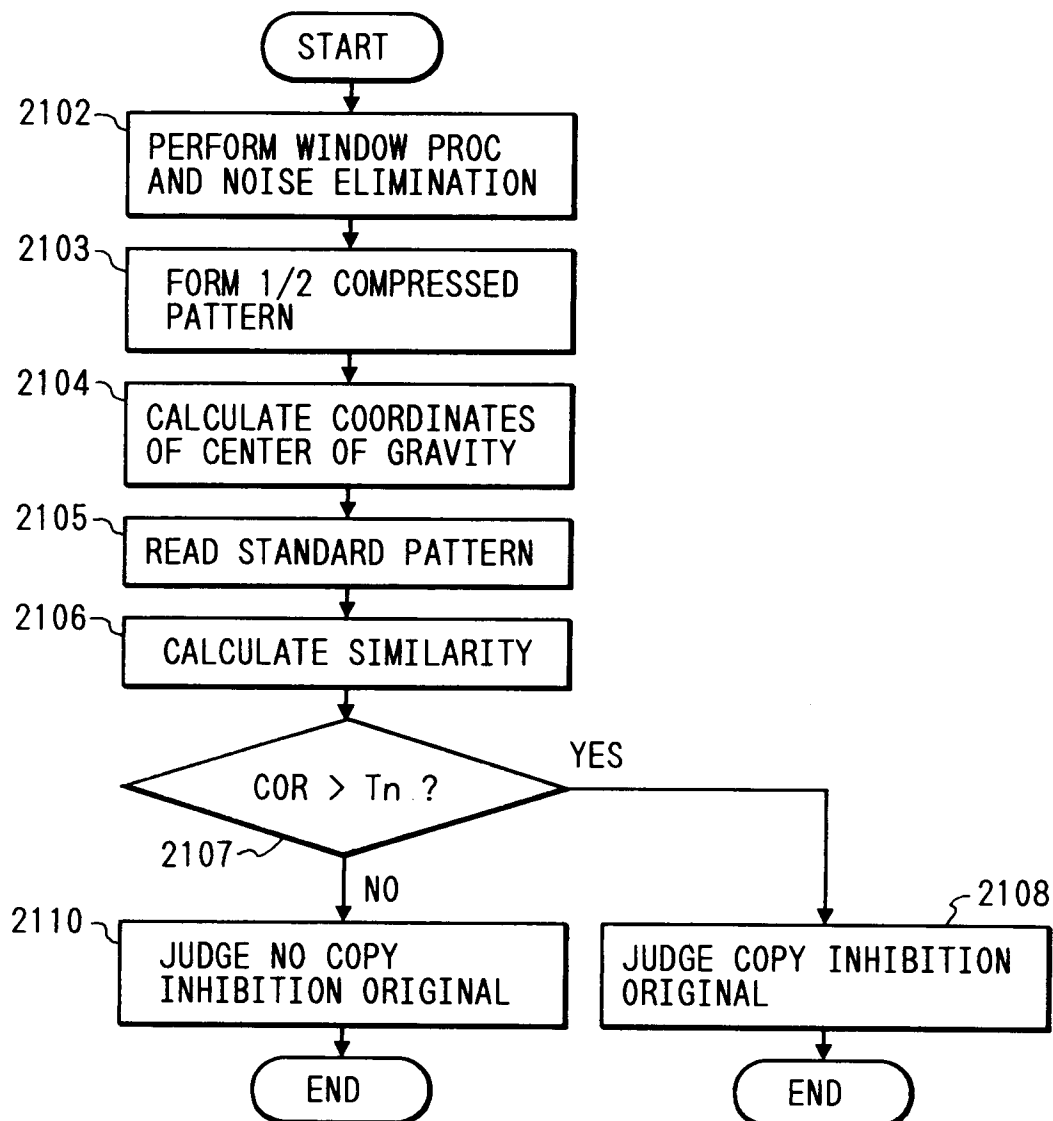 START
2102
PERFORM WINDOW PROC
AND NOISE ELIMINATION
2103
FORM 1/2 COMPRESSED
PATTERN
2104
CALCULATE COORDINATES
OF CENTER OF GRAVITY
2105
READ STANDARD PATTERN
2106
CALCULATE SIMILARITY
COR > Tn ?
YES
2107
NO
2110
JUDGE NO COPY
INHIBITION ORIGINAL
2108
JUDGE COPY INHIBITION
ORIGINAL
END
END